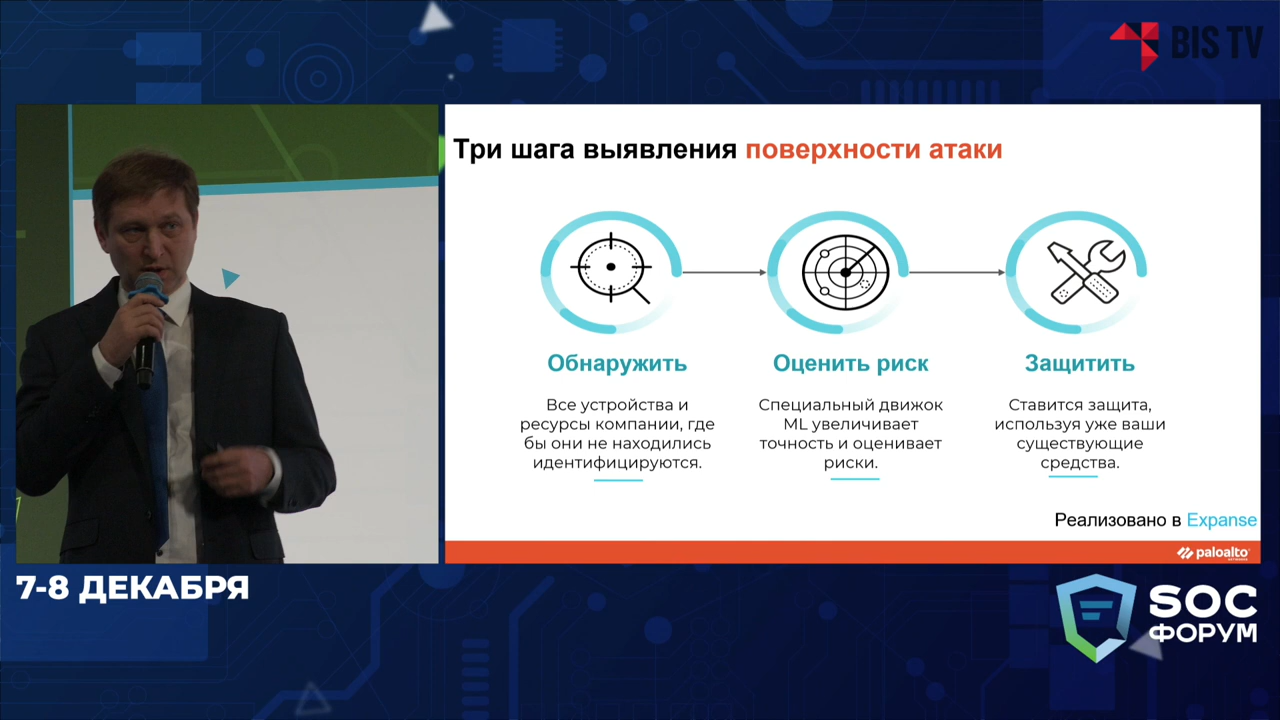 BIS TV
Три шага выявления поверхности атаки
Обнаружить
Все устройства и
ресурсы компании, где
бы они не находились
идентифицируются.
Оценить риск
Специальный движок
ML увеличивает
точность и оценивает
риски.
Защитить
Ставится защита,
используя уже ваши
существующие
средства.
Реализовано в Expanse
paloalto
NETWORKS
7-8 ДЕКАБРЯ
SOC
ФОРУМ